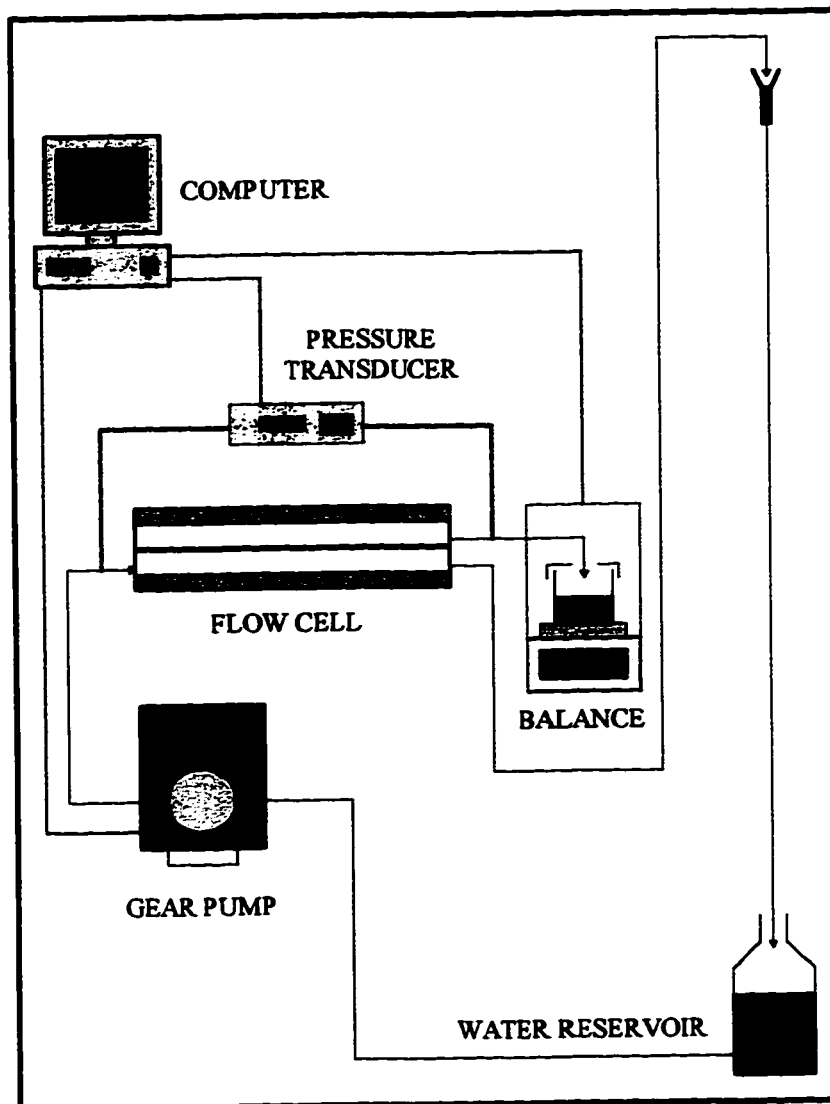 COMPUTER
PRESSURE
TRANSDUCER
FLOW CELL
BALANCE
GEAR PUMP
WATER RESERVOIR